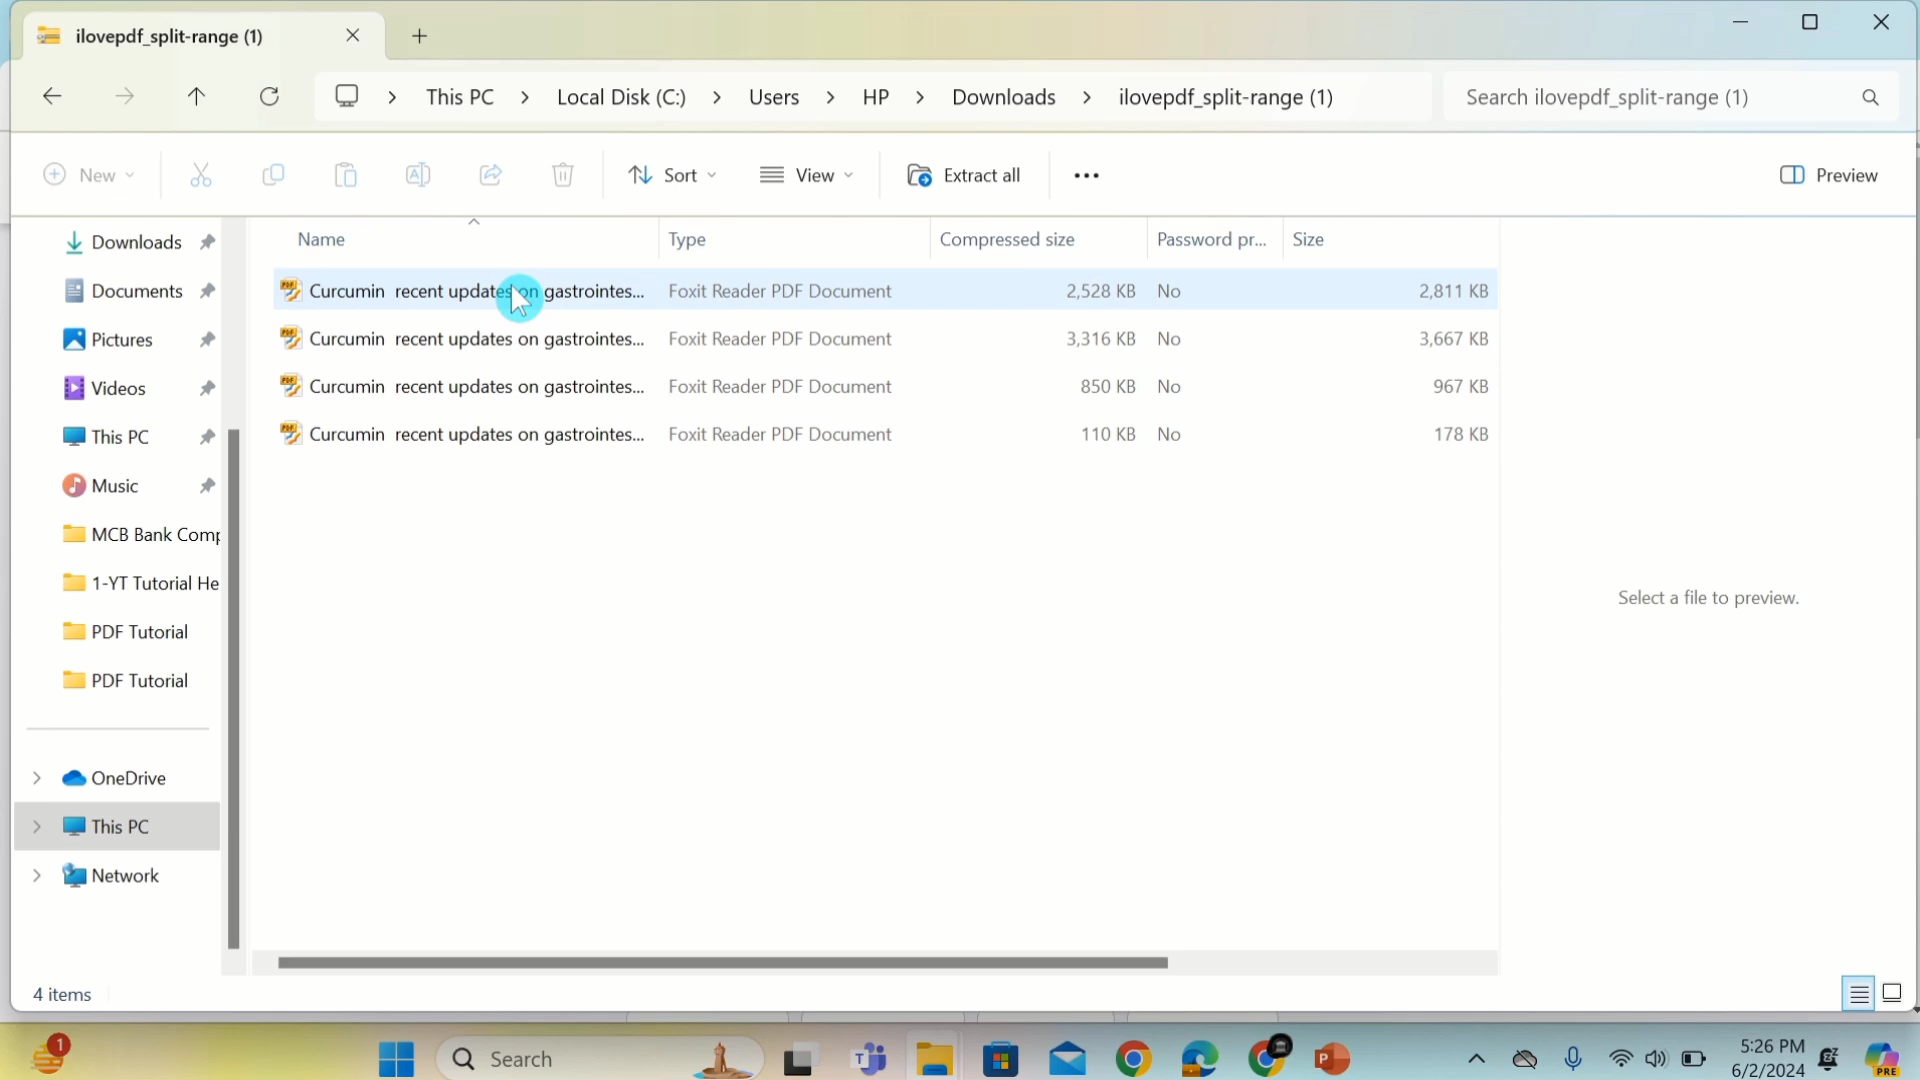 ilovepdf_split-range (1)
This PC Local Disk (C:) Users HP Downloads ilovepdf_split-range (1)
Search ilovepdf_split-range (1)
New Sort View Extract all Preview
Name Type Compressed size Password pr... Size
Curcumin recent updates on gastrointes... Foxit Reader PDF Document 2,528 KB No 2,811 KB
Curcumin recent updates on gastrointes... Foxit Reader PDF Document 3,316 KB No 3,667 KB
Curcumin recent updates on gastrointes... Foxit Reader PDF Document 850 KB No 967 KB
Curcumin recent updates on gastrointes... Foxit Reader PDF Document 110 KB No 178 KB
Downloads
Documents
Pictures
Videos
This PC
Music
MCB Bank Comp
1-YT Tutorial He
PDF Tutorial
PDF Tutorial
OneDrive
This PC
Network
Select a file to preview.
4 items
1
Search
5:26 PM
6/2/2024
PRE